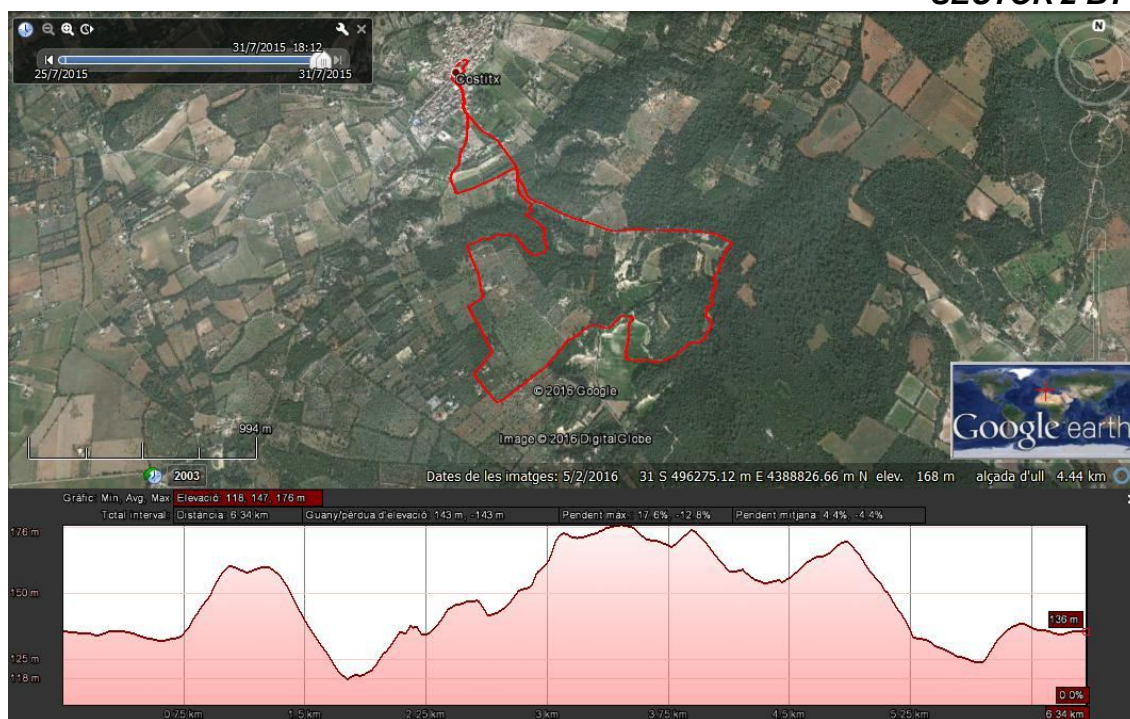 31/7/2015 18:12
25/7/2015
31/7/2015
N
Costitx
© 2016 Google
Image © 2016 DigitalGlobe
994 m
2003
Google earth
Dates de les imatges: 5/2/2016 31 S 496275.12 m E 4388826.66 m N elev. 168 m alçada d'ull 4.44 km
Gràfic: Min, Avg, Max Elevació: 118, 147, 176 m
Total interval: Distància: 6.34 km Guany/pèrdua d'elevació: 143 m, -143 m Pendent màx.: 17.6%, -12.8% Pendent mitjana: 4.4%, -4.4%
176 m
150 m
125 m
118 m
136 m
0.0%
0.75 km 1.5 km 2.25 km 3 km 3.75 km 4.5 km 5.25 km 6.34 km